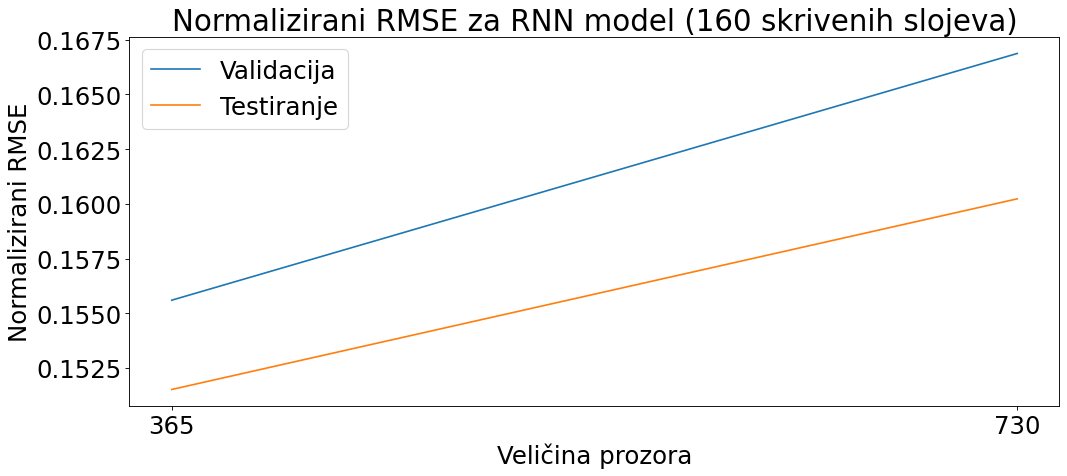 Normalizirani RMSE za RNN model (160 skrivenih slojeva)
Validacija
Testiranje
Normalizirani RMSE
0.1675
0.1650
0.1625
0.1600
0.1575
0.1550
0.1525
365 730
Veličina prozora